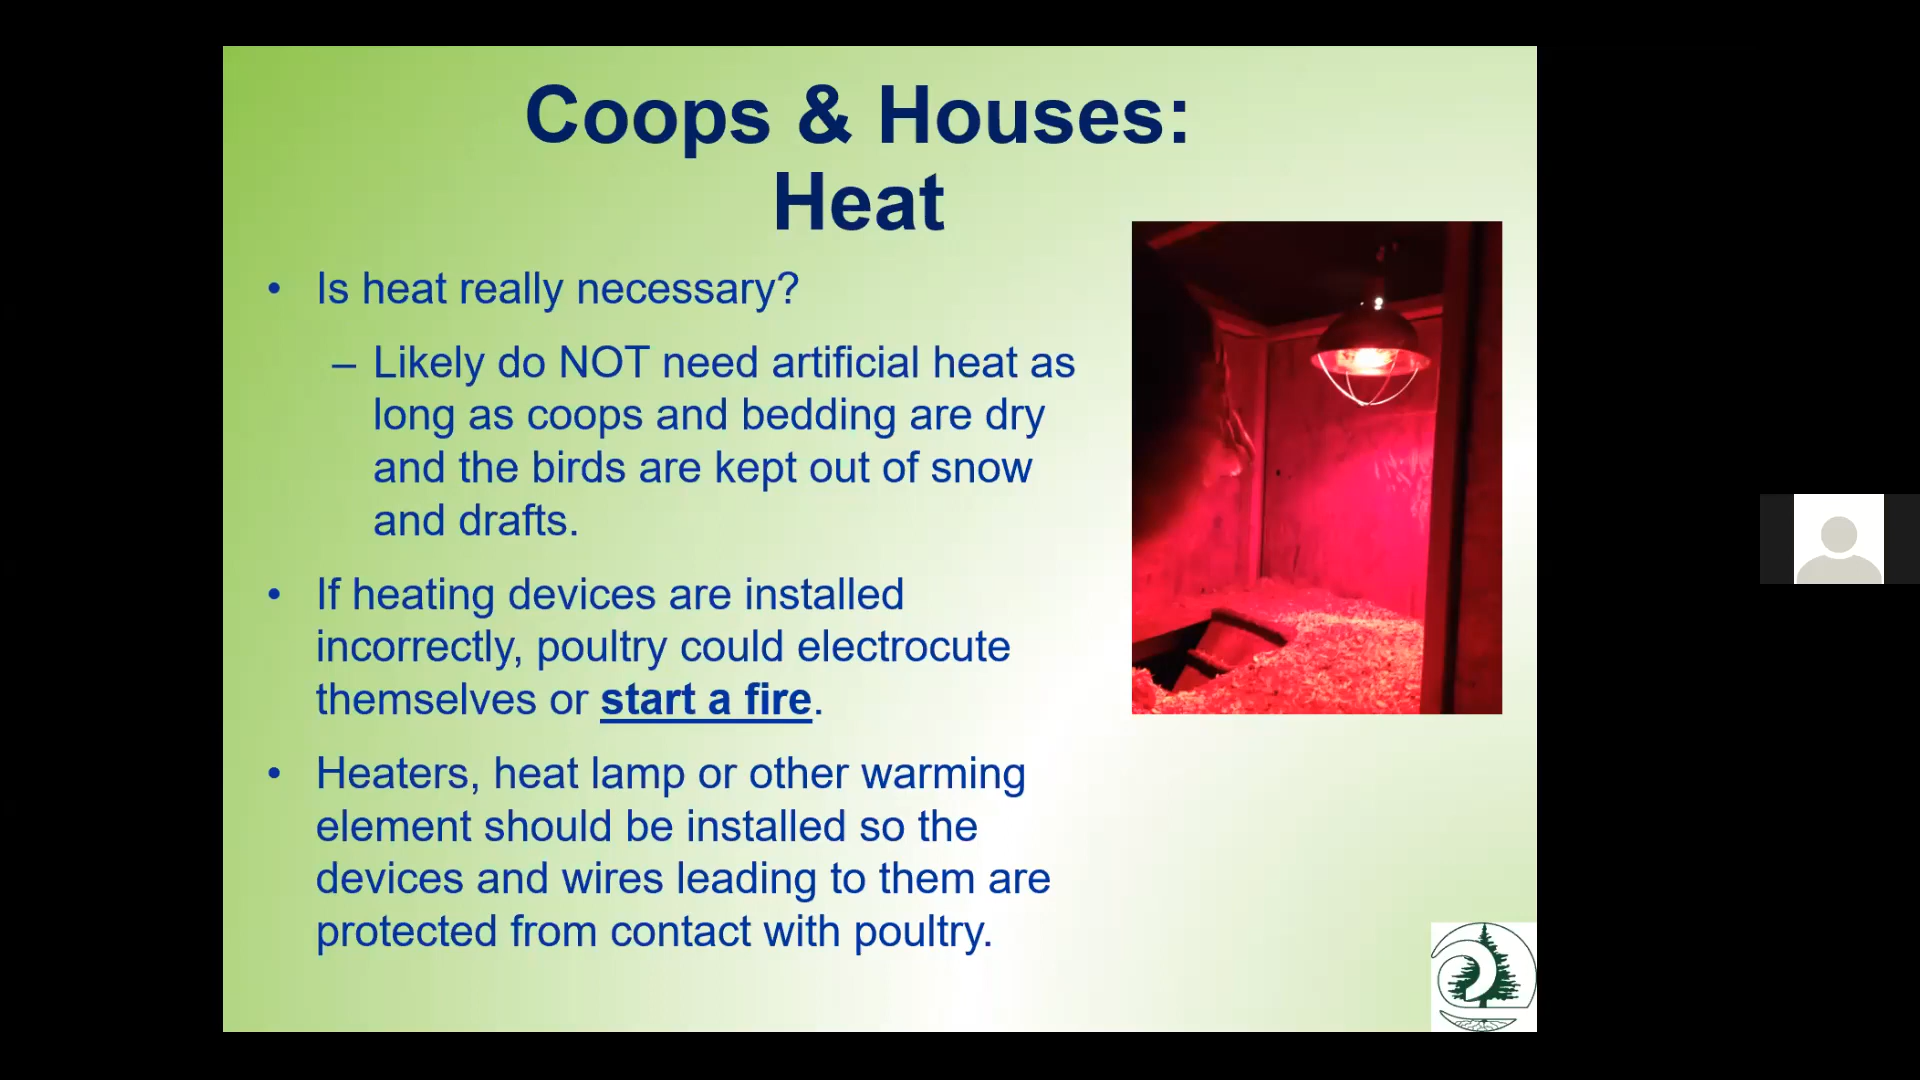 Coops & Houses:
Heat
• Is heat really necessary?
– Likely do NOT need artificial heat as
long as coops and bedding are dry
and the birds are kept out of snow
and drafts.
• If heating devices are installed
incorrectly, poultry could electrocute
themselves or start a fire.
• Heaters, heat lamp or other warming
element should be installed so the
devices and wires leading to them are
protected from contact with poultry.